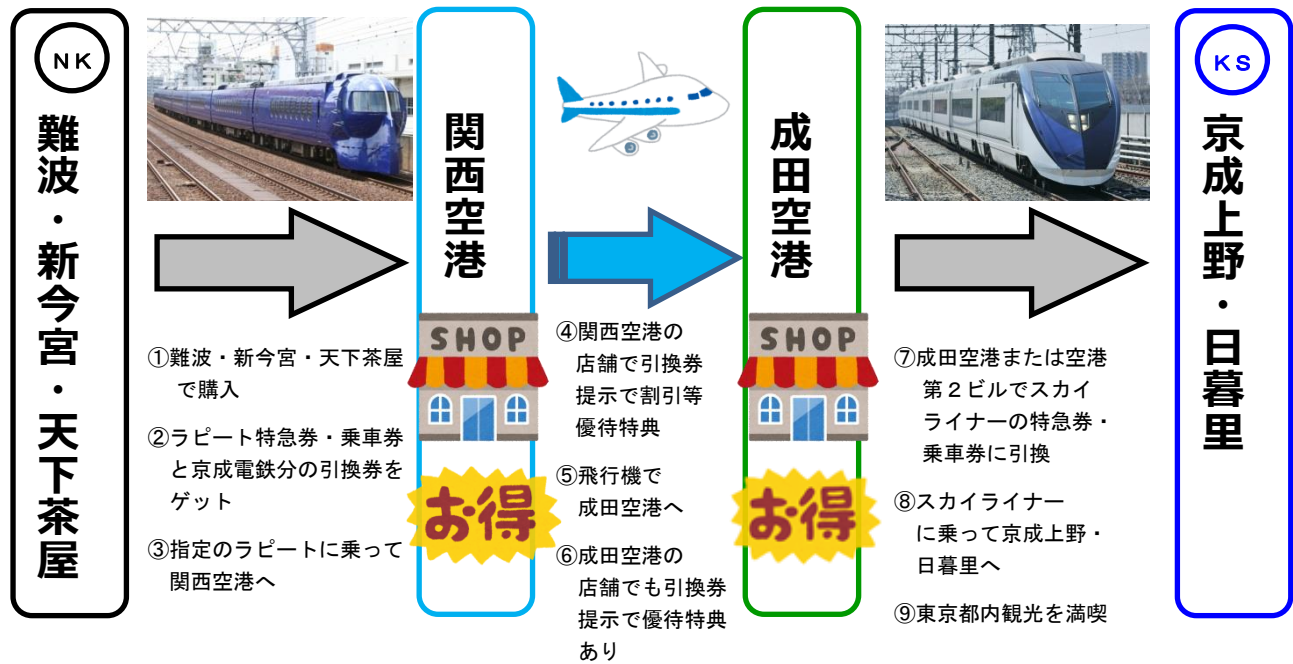 NK
難波・新今宮・天下茶屋
①難波・新今宮・天下茶屋
で購入
②ラピート特急券・乗車券
と京成電鉄分の引換券を
ゲット
③指定のラピートに乗って
関西空港へ
関西空港
SHOP
お得
④関西空港の
店舗で引換券
提示で割引等
優待特典
⑤飛行機で
成田空港へ
⑥成田空港の
店舗でも引換券
提示で優待特典
あり
成田空港
SHOP
お得
⑦成田空港または空港
第２ビルでスカイ
ライナーの特急券・
乗車券に引換
⑧スカイライナー
に乗って京成上野・
日暮里へ
⑨東京都内観光を満喫
KS
京成上野・日暮里